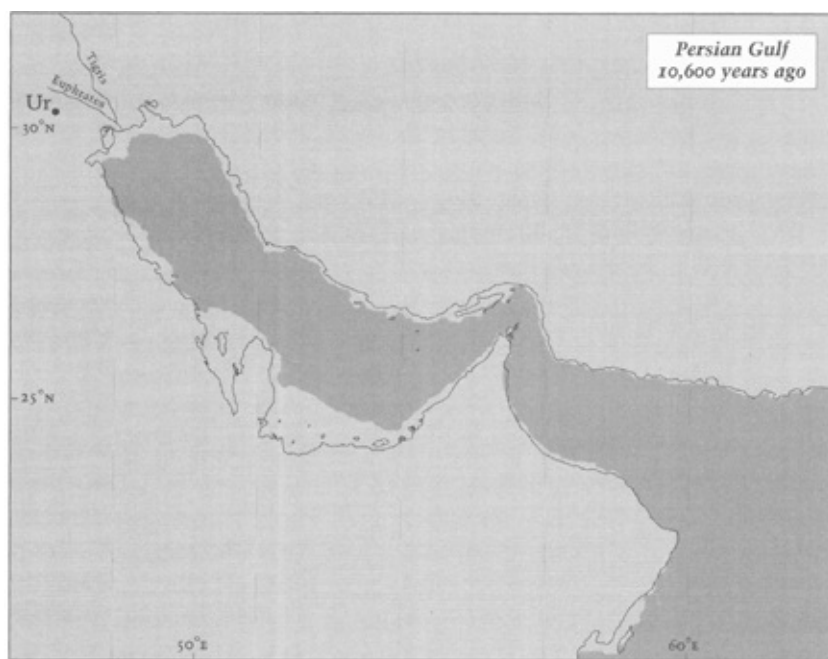 Persian Gulf
10,600 years ago
Tigris
Euphrates
Ur
30°N
25°N
50°E
60°E